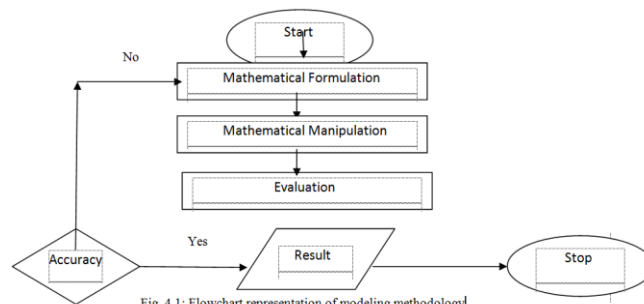 Start
No
Mathematical Formulation
Mathematical Manipulation
Evaluation
Yes
Accuracy
Result
Stop
Fig. 4.1: Flowchart representation of modeling methodology